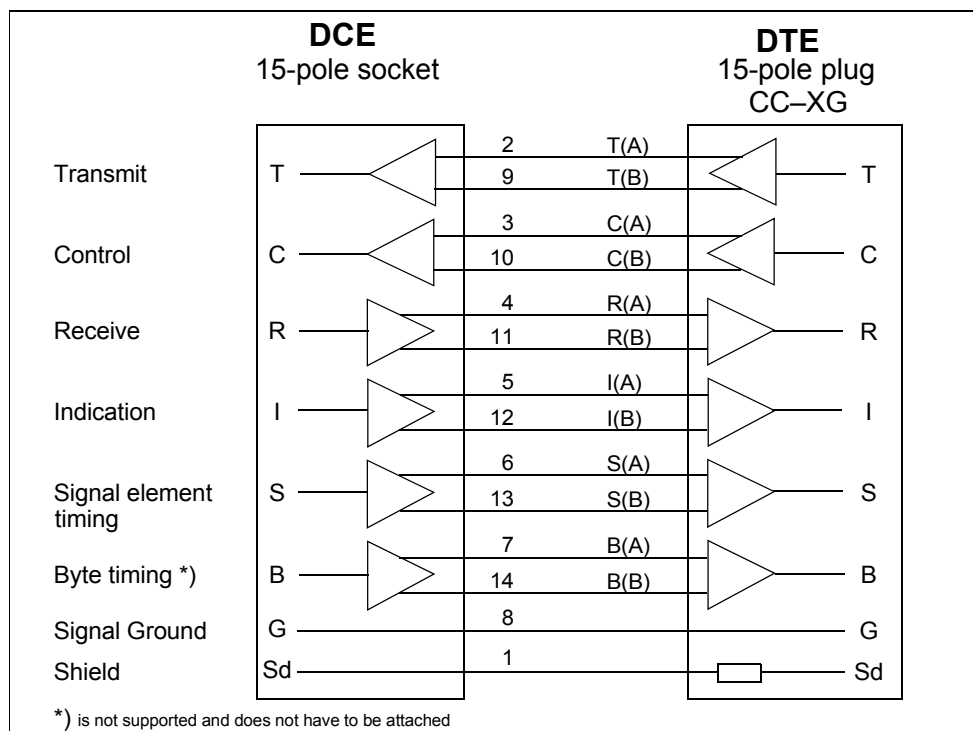 DCE
15-pole socket
DTE
15-pole plug
CC–XG
2 T(A)
Transmit T T
9 T(B)
3 C(A)
Control C C
10 C(B)
4 R(A)
Receive R R
11 R(B)
5 I(A)
Indication I I
12 I(B)
6 S(A)
Signal element S S
timing
13 S(B)
7 B(A)
Byte timing *) B B
14 B(B)
Signal Ground G 8 G
Shield Sd 1 Sd
*) is not supported and does not have to be attached